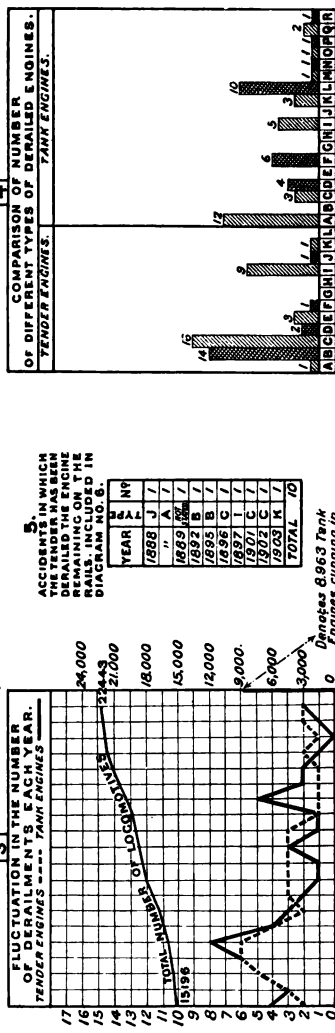 3
FLUCTUATION IN THE NUMBER
OF DERAILMENTS EACH YEAR.
TENDER ENGINES TANK ENGINES
17
16
15
14
13
12
11
10
9
8
7
6
5
4
3
2
1
TOTAL NUMBER OF LOCOMOTIVES
15196
22443
24,000
21,000
18,000
15,000
12,000
9,000
6,000
3,000
0
Denotes 8,963 Tank
Engines, running in
5.
ACCIDENTS IN WHICH
THE TENDER HAS BEEN
DERAILED THE ENGINE
REMAINING ON THE
RAILS, INCLUDED IN
DIAGRAM NO. 6.
YEAR TYPE Nº
1888 J 1
" A 1
1889 NOT STATED 1
1892 B 1
1895 B 1
1896 C 1
1897 I 1
1901 C 1
1902 C 1
1903 K 1
TOTAL 10
COMPARISON OF NUMBER
OF DIFFERENT TYPES OF DERAILED ENGINES.
TENDER ENGINES. TANK ENGINES.
1 14 16 2 3 1 9 1 1 12 3 4 6 5 3 10 1 1 1 1 2 1
A B C D E F G H I J K L B C D E F G H I J K L M N O P Q R